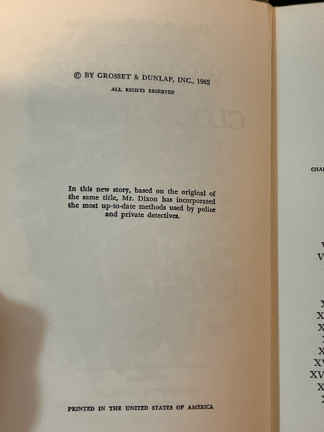 © BY GROSSET & DUNLAP, INC., 1962
ALL RIGHTS RESERVED
In this new story, based on the original of
the same title, Mr. Dixon has incorporated
the most up-to-date methods used by police
and private detectives.
PRINTED IN THE UNITED STATES OF AMERICA
CHA